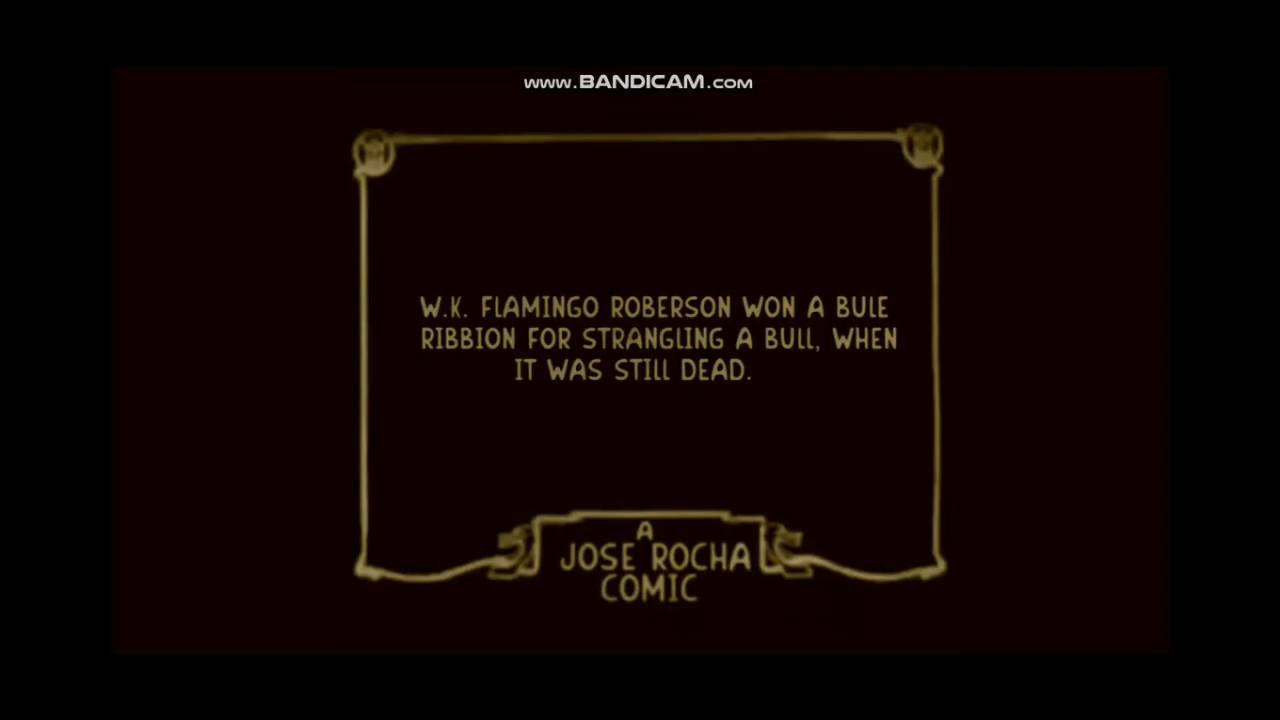 www.BANDICAM.COM
W.K. FLAMINGO ROBERSON WON A BULE
RIBBION FOR STRANGLING A BULL, WHEN
IT WAS STILL DEAD.
A
JOSE ROCHA
COMIC